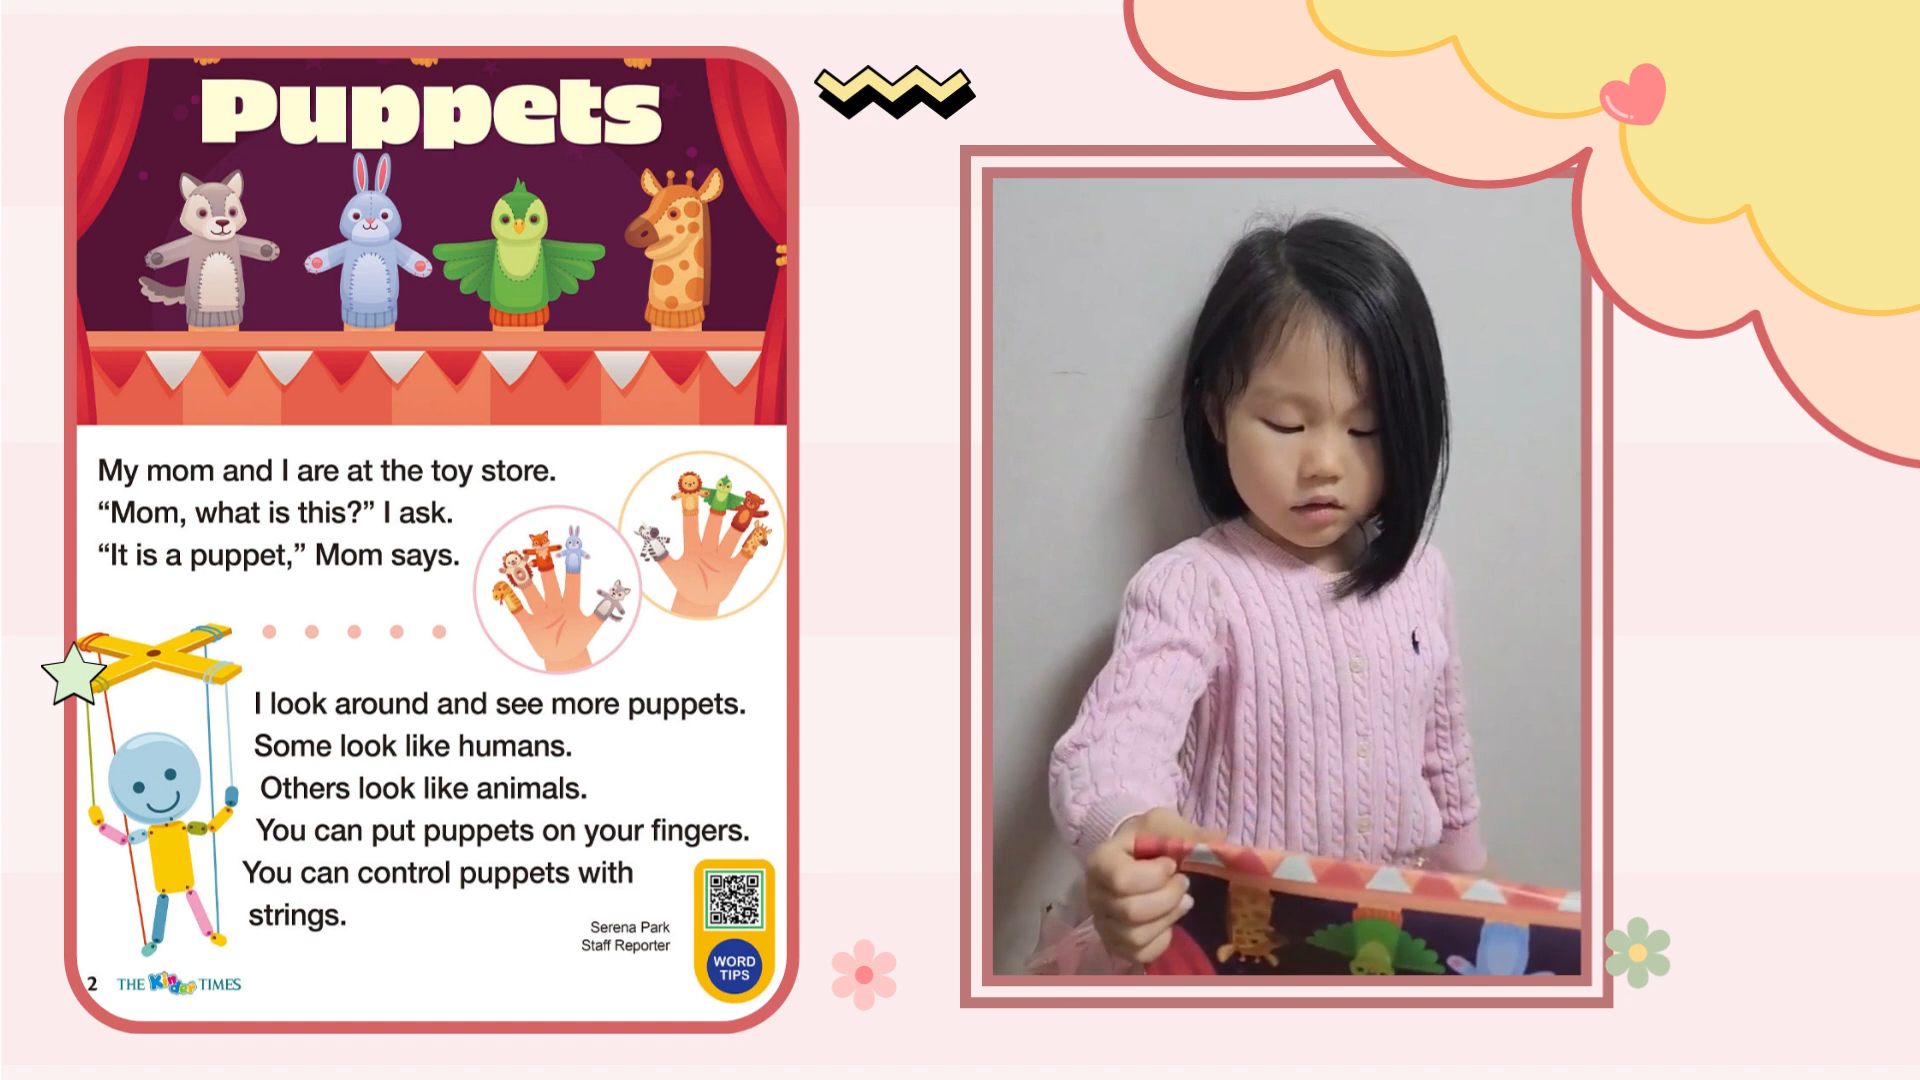 Puppets
My mom and I are at the toy store.
“Mom, what is this?” I ask.
“It is a puppet,” Mom says.
I look around and see more puppets.
Some look like humans.
Others look like animals.
You can put puppets on your fingers.
You can control puppets with
strings.
Serena Park
Staff Reporter
WORD
TIPS
2 THE Kinder TIMES